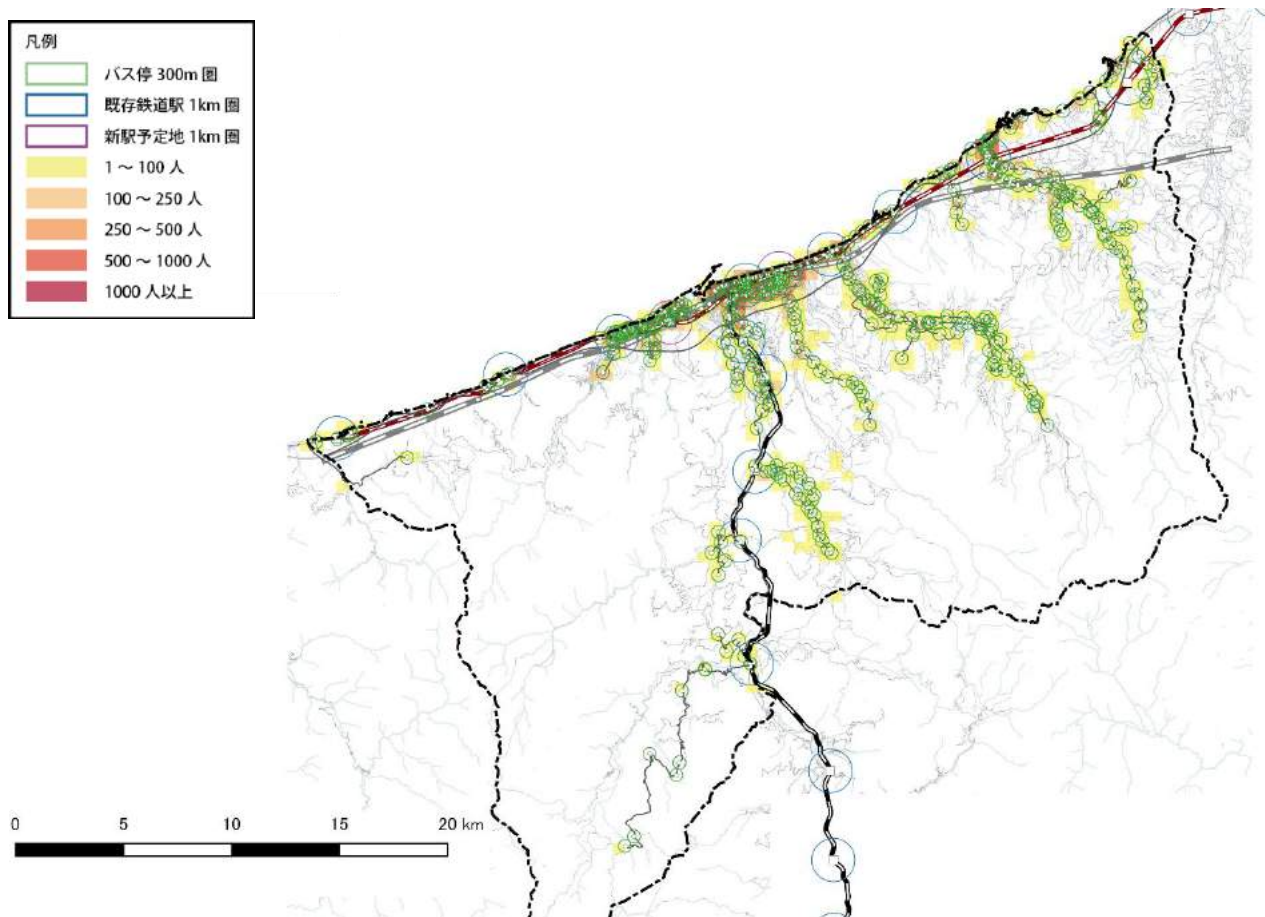 凡例
バス停 300m 圏
既存鉄道駅 1km 圏
新駅予定地 1km 圏
1 ～ 100 人
100 ～ 250 人
250 ～ 500 人
500 ～ 1000 人
1000 人以上
0 5 10 15 20 km